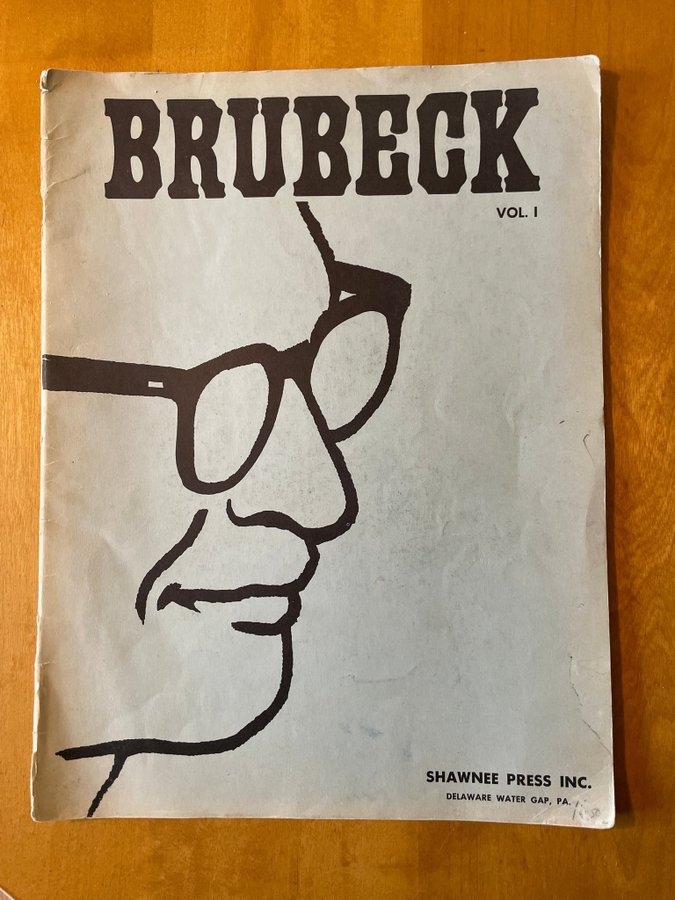 BRUBECK
VOL. I
SHAWNEE PRESS INC.
DELAWARE WATER GAP, PA.